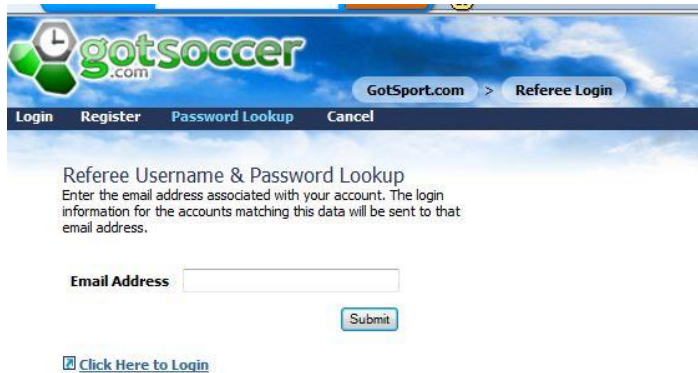 gotsoccer
.com
GotSport.com > Referee Login
Login Register Password Lookup Cancel
Referee Username & Password Lookup
Enter the email address associated with your account. The login
information for the accounts matching this data will be sent to that
email address.
Email Address
Submit
Click Here to Login